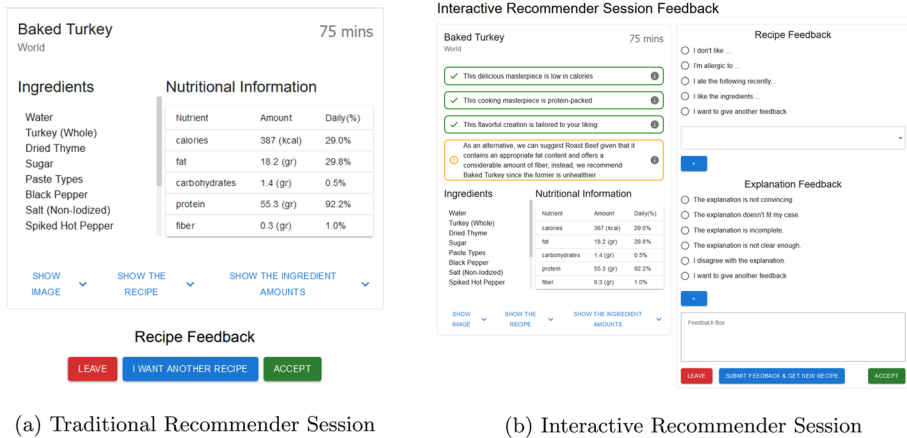 Baked Turkey
75 mins
World
Ingredients
Water
Turkey (Whole)
Dried Thyme
Sugar
Paste Types
Black Pepper
Salt (Non-Iodized)
Spiked Hot Pepper
Nutritional Information
Nutrient Amount Daily(%)
calories 387 (kcal) 29.0%
fat 18.2 (gr) 29.8%
carbohydrates 1.4 (gr) 0.5%
protein 55.3 (gr) 92.2%
fiber 0.3 (gr) 1.0%
SHOW
IMAGE
SHOW THE
RECIPE
SHOW THE INGREDIENT
AMOUNTS
Recipe Feedback
LEAVE
I WANT ANOTHER RECIPE
ACCEPT
(a) Traditional Recommender Session
Interactive Recommender Session Feedback
Baked Turkey
75 mins
World
This delicious masterpiece is low in calories
This cooking masterpiece is protein-packed
This flavorful creation is tailored to your liking
As an alternative, we can suggest Roast Beef given that it
contains an appropriate fat content and offers a
considerable amount of fiber, instead, we recommend
Baked Turkey since the former is unhealthier
Ingredients
Water
Turkey (Whole)
Dried Thyme
Sugar
Paste Types
Black Pepper
Salt (Non-Iodized)
Spiked Hot Pepper
Nutritional Information
Nutrient Amount Daily(%)
calories 387 (kcal) 29.0%
fat 18.2 (gr) 29.8%
carbohydrates 1.4 (gr) 0.5%
protein 55.3 (gr) 92.2%
fiber 0.3 (gr) 1.0%
SHOW
IMAGE
SHOW THE
RECIPE
SHOW THE INGREDIENT
AMOUNTS
Recipe Feedback
I don't like ...
I'm allergic to ...
I ate the following recently...
I like the ingredients ...
I want to give another feedback
+
Explanation Feedback
The explanation is not convincing.
The explanation doesn't fit my case.
The explanation is incomplete.
The explanation is not clear enough.
I disagree with the explanation.
I want to give another feedback
+
Feedback Box
LEAVE
SUBMIT FEEDBACK & GET NEW RECIPE
ACCEPT
(b) Interactive Recommender Session